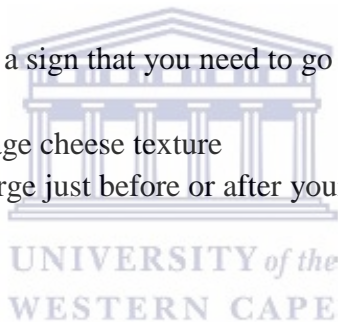 a sign that you need to go
ge cheese texture
rge just before or after you
UNIVERSITY of the
WESTERN CAPE